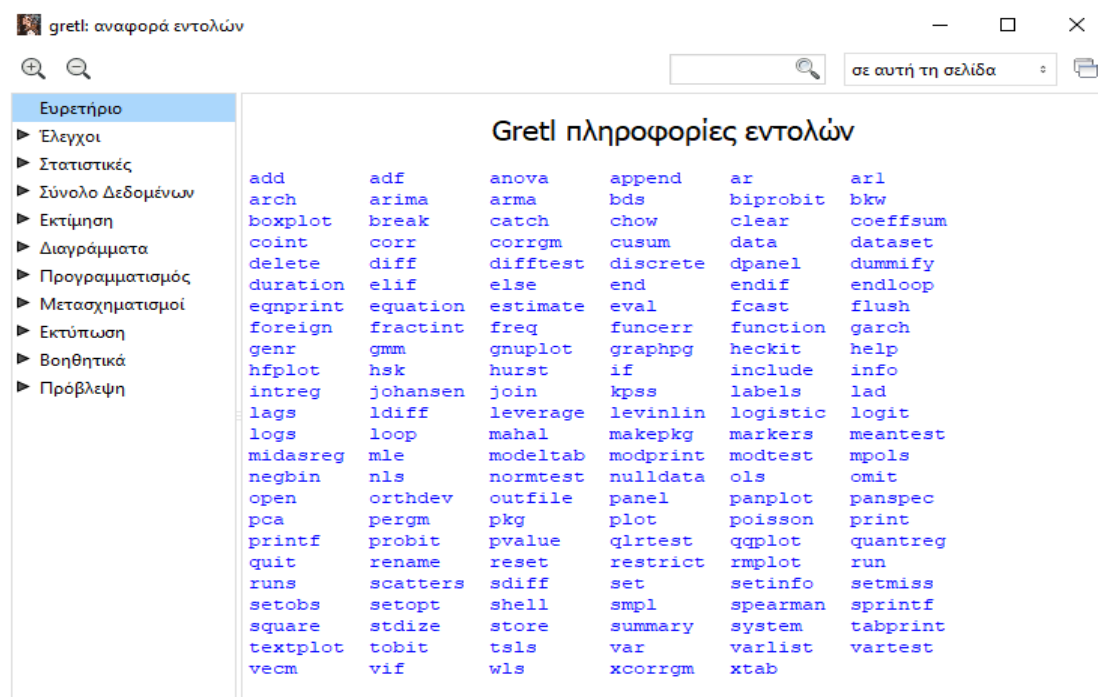 gretl: αναφορά εντολών
σε αυτή τη σελίδα
Ευρετήριο
Έλεγχοι
Στατιστικές
Σύνολο Δεδομένων
Εκτίμηση
Διαγράμματα
Προγραμματισμός
Μετασχηματισμοί
Εκτύπωση
Βοηθητικά
Πρόβλεψη
Gretl πληροφορίες εντολών
add adf anova append ar ar1
arch arima arma bds biprobit bkw
boxplot break catch chow clear coeffsum
coint corr corrgm cusum data dataset
delete diff difftest discrete dpanel dummify
duration elif else end endif endloop
eqnprint equation estimate eval fcast flush
foreign fractint freq funcerr function garch
genr gmm gnuplot graphpg heckit help
hfplot hsk hurst if include info
intreg johansen join kpss labels lad
lags ldiff leverage levinlin logistic logit
logs loop mahal makepkg markers meantest
midasreg mle modeltab modprint modtest mpols
negbin nls normtest nulldata ols omit
open orthdev outfile panel panplot panspec
pca pergm pkg plot poisson print
printf probit pvalue qlrtest qqplot quantreg
quit rename reset restrict rmplot run
runs scatters sdiff set setinfo setmiss
setobs setopt shell smpl spearman sprintf
square stdize store summary system tabprint
textplot tobit tsls var varlist vartest
vecm vif wls xcorrgm xtab